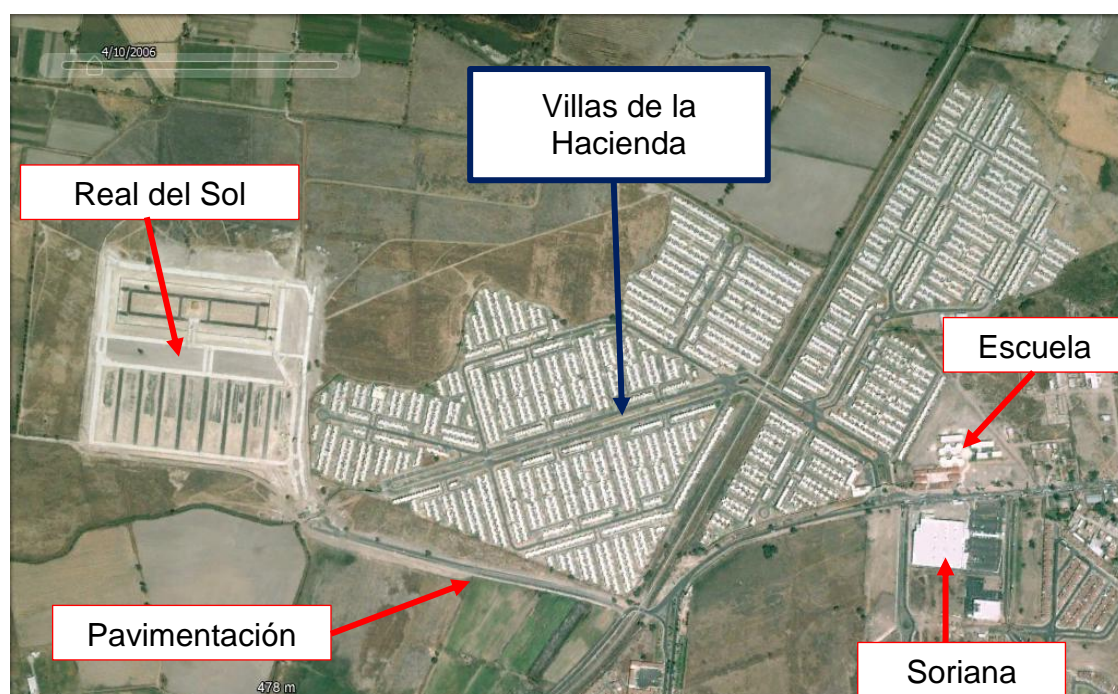 4/10/2006
Villas de la
Hacienda
Real del Sol
Escuela
Pavimentación
Soriana
478 m